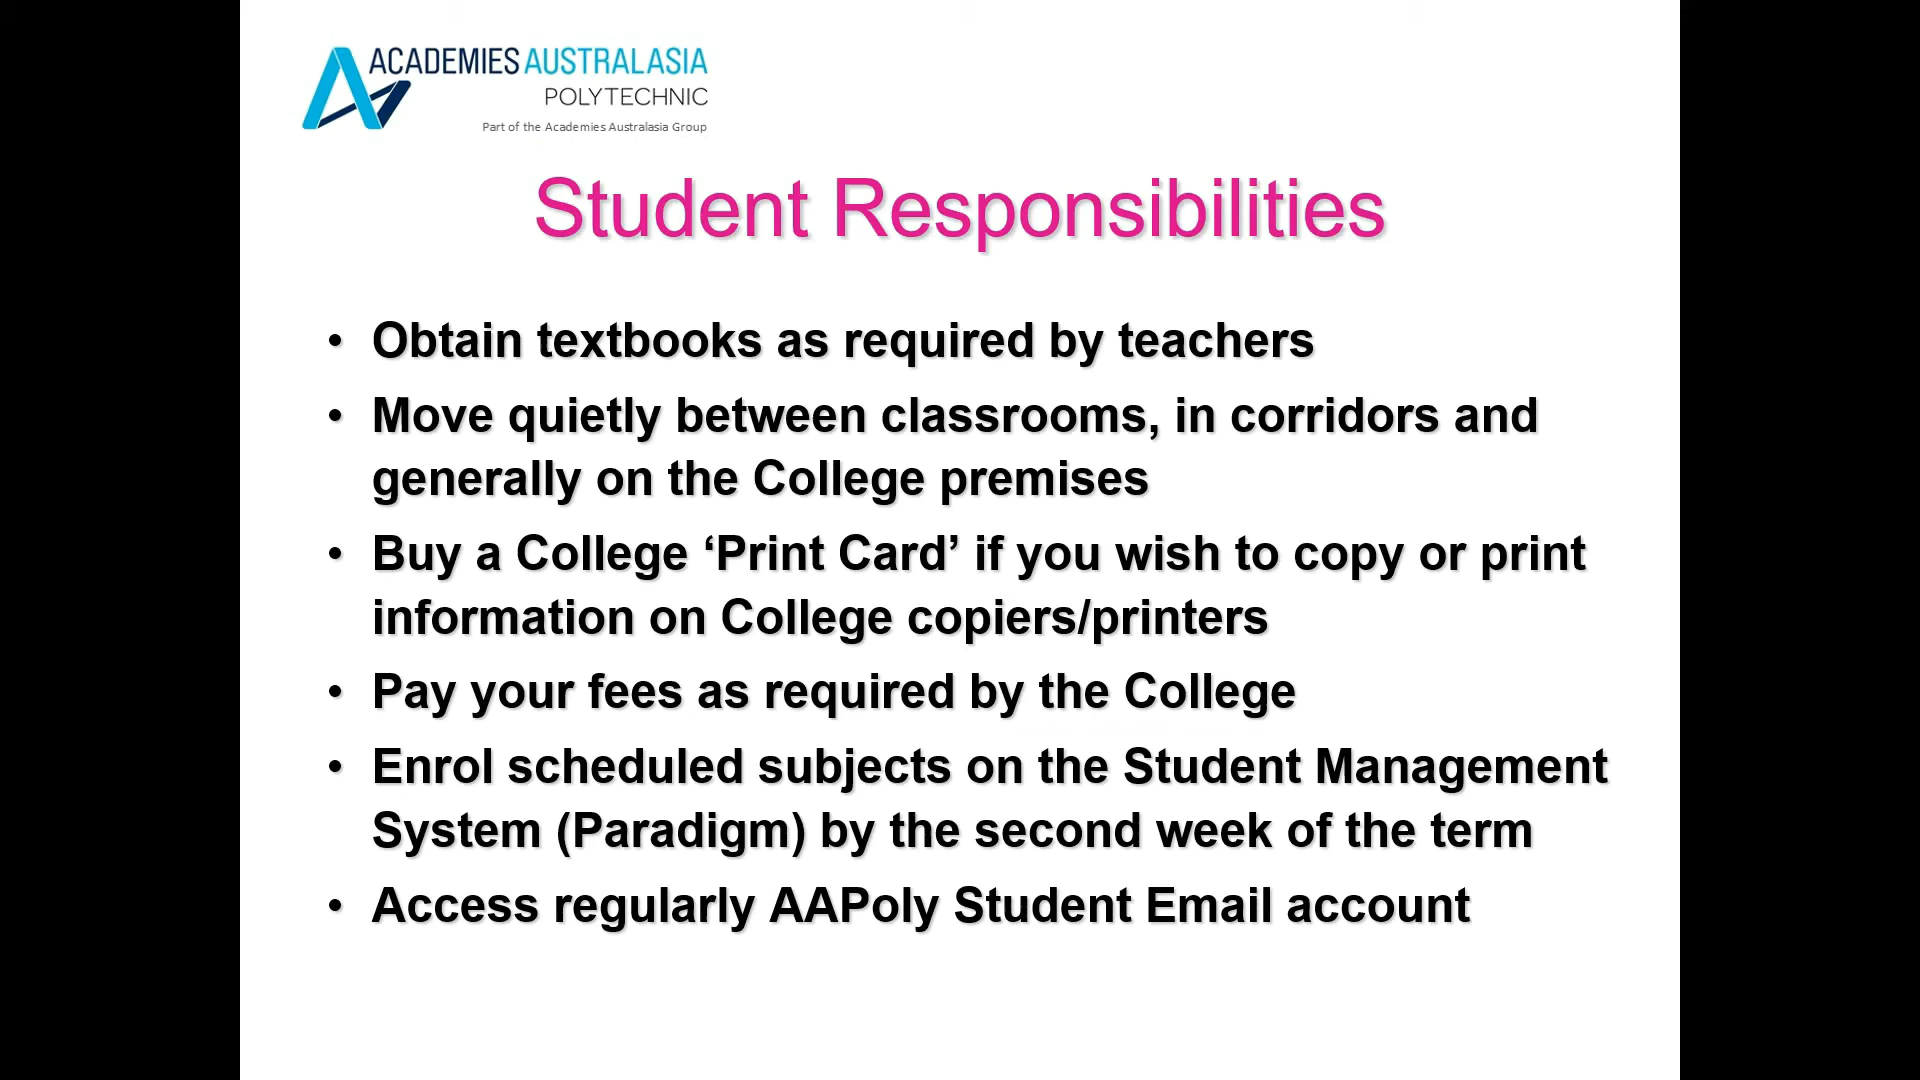 ACADEMIES AUSTRALASIA
POLYTECHNIC
Part of the Academies Australasia Group
Student Responsibilities
• Obtain textbooks as required by teachers
• Move quietly between classrooms, in corridors and
generally on the College premises
• Buy a College ‘Print Card’ if you wish to copy or print
information on College copiers/printers
• Pay your fees as required by the College
• Enrol scheduled subjects on the Student Management
System (Paradigm) by the second week of the term
• Access regularly AAPoly Student Email account